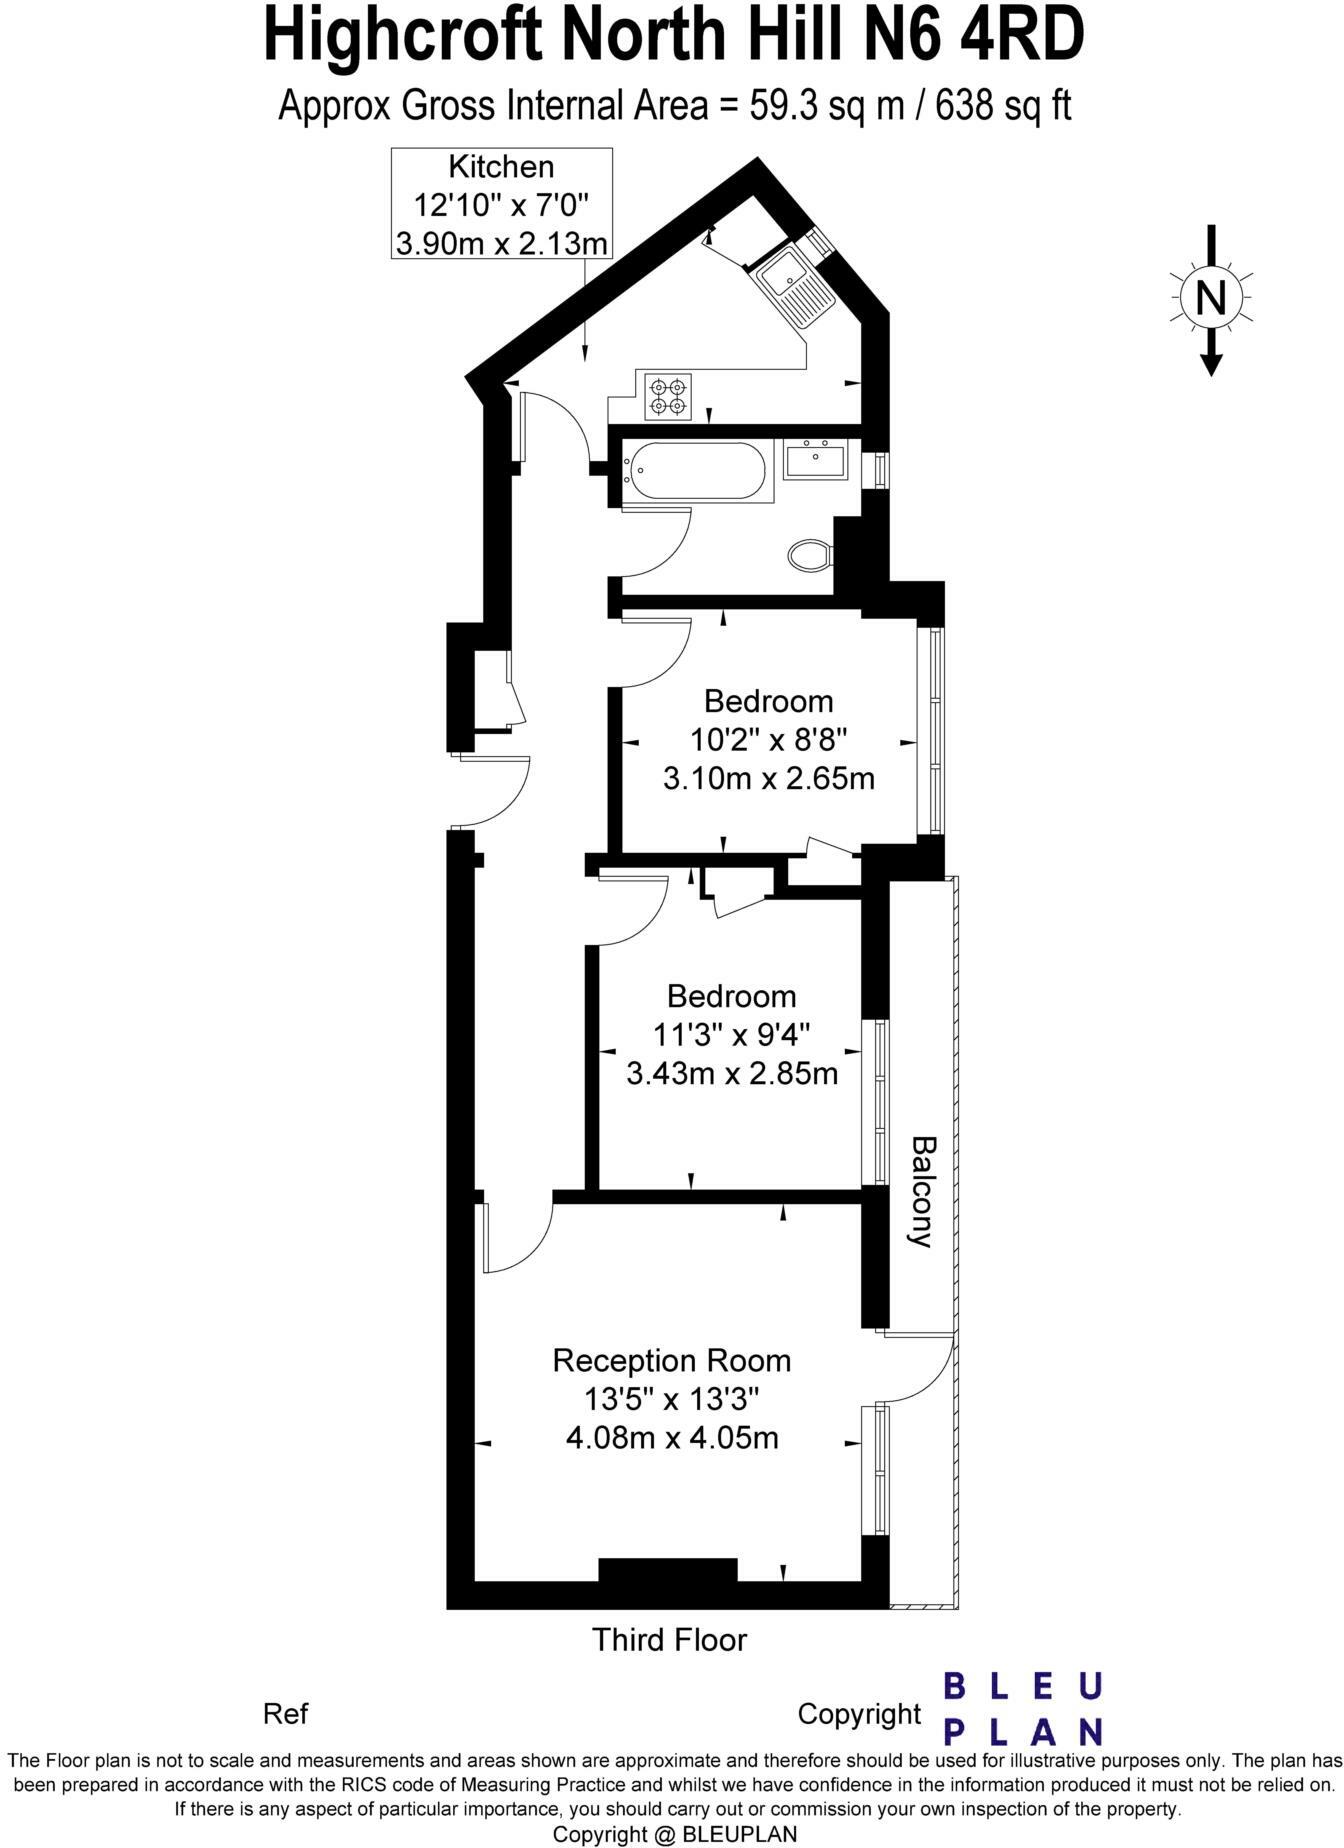 Highcroft North Hill N6 4RD
Approx Gross Internal Area = 59.3 sq m / 638 sq ft
Kitchen
12'10" x 7'0"
3.90m x 2.13m
N
Bedroom
10'2" x 8'8"
3.10m x 2.65m
Bedroom
11'3" x 9'4"
3.43m x 2.85m
Balcony
Reception Room
13'5" x 13'3"
4.08m x 4.05m
Third Floor
Ref
Copyright
BLEU
PLAN
The Floor plan is not to scale and measurements and areas shown are approximate and therefore should be used for illustrative purposes only. The plan has
been prepared in accordance with the RICS code of Measuring Practice and whilst we have confidence in the information produced it must not be relied on.
If there is any aspect of particular importance, you should carry out or commission your own inspection of the property.
Copyright @ BLEUPLAN